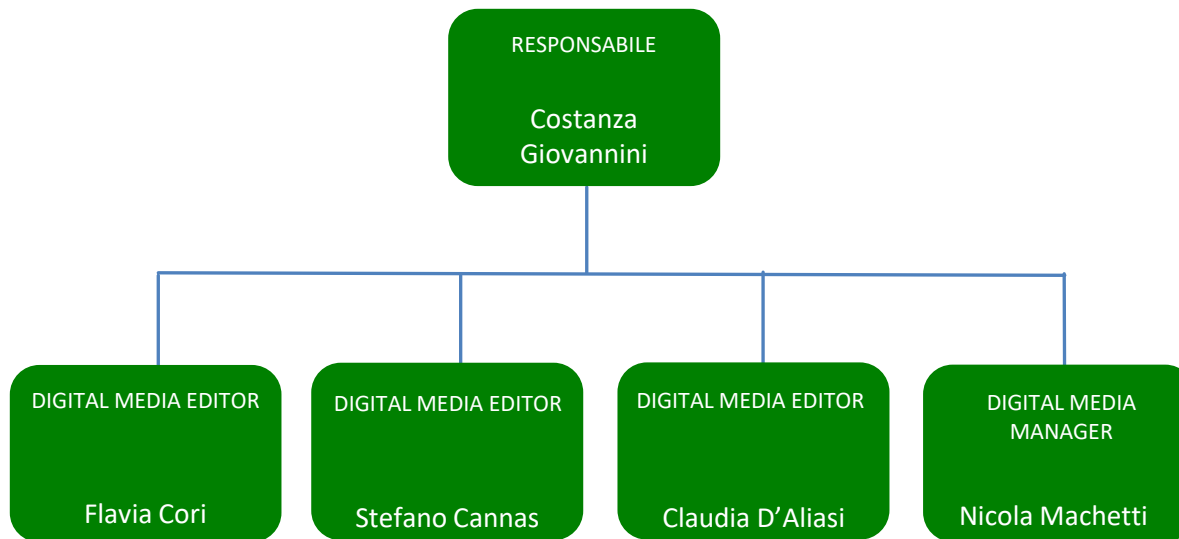 RESPONSABILE
Costanza
Giovannini
DIGITAL MEDIA EDITOR
Flavia Cori
DIGITAL MEDIA EDITOR
Stefano Cannas
DIGITAL MEDIA EDITOR
Claudia D’Aliasi
DIGITAL MEDIA
MANAGER
Nicola Machetti